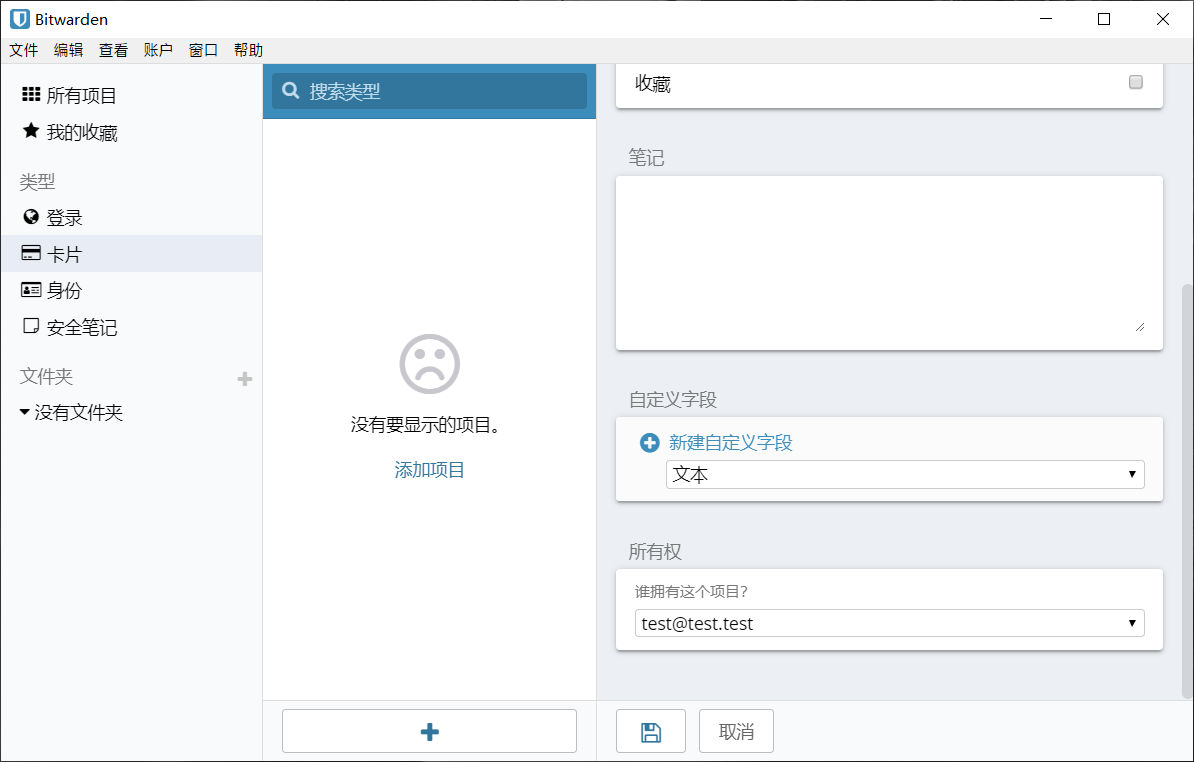 Bitwarden
文件 编辑 查看 账户 窗口 帮助
所有项目
我的收藏
类型
登录
卡片
身份
安全笔记
文件夹
没有文件夹
搜索类型
没有要显示的项目。
添加项目
收藏
笔记
自定义字段
新建自定义字段
文本
所有权
谁拥有这个项目?
test@test.test
取消